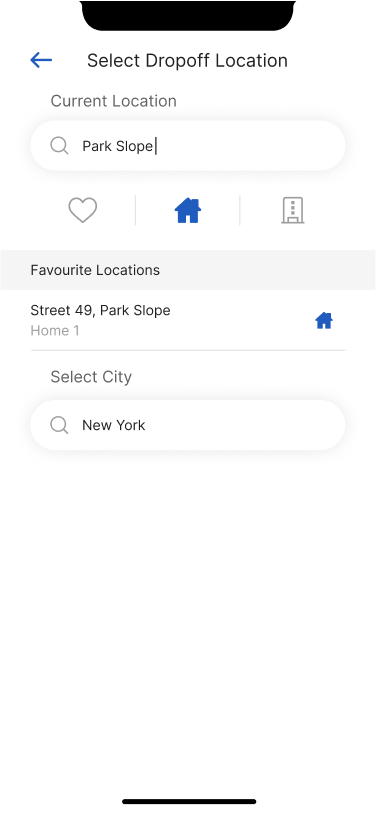 Select Dropoff Location
Current Location
Park Slope
Favourite Locations
Street 49, Park Slope
Home 1
Select City
New York